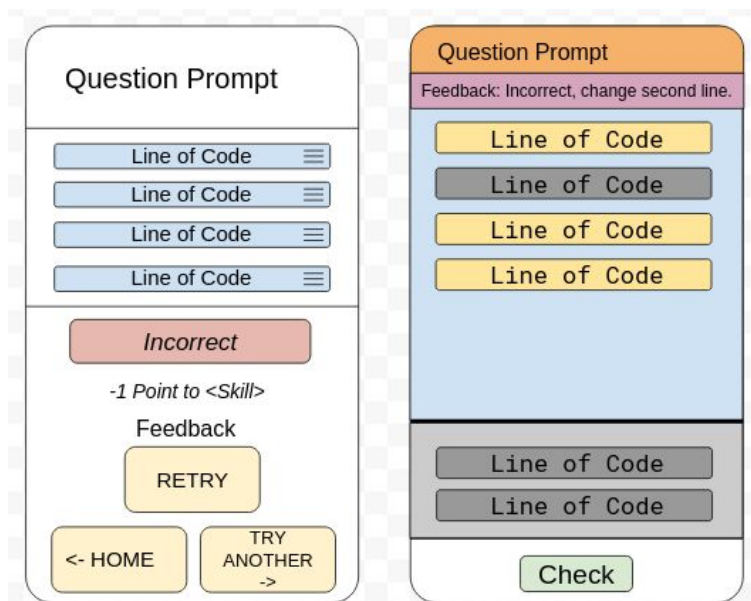 Question Prompt
Line of Code
Line of Code
Line of Code
Line of Code
Incorrect
-1 Point to <Skill>
Feedback
RETRY
<- HOME
TRY
ANOTHER
->
Question Prompt
Feedback: Incorrect, change second line.
Line of Code
Line of Code
Line of Code
Line of Code
Line of Code
Line of Code
Check